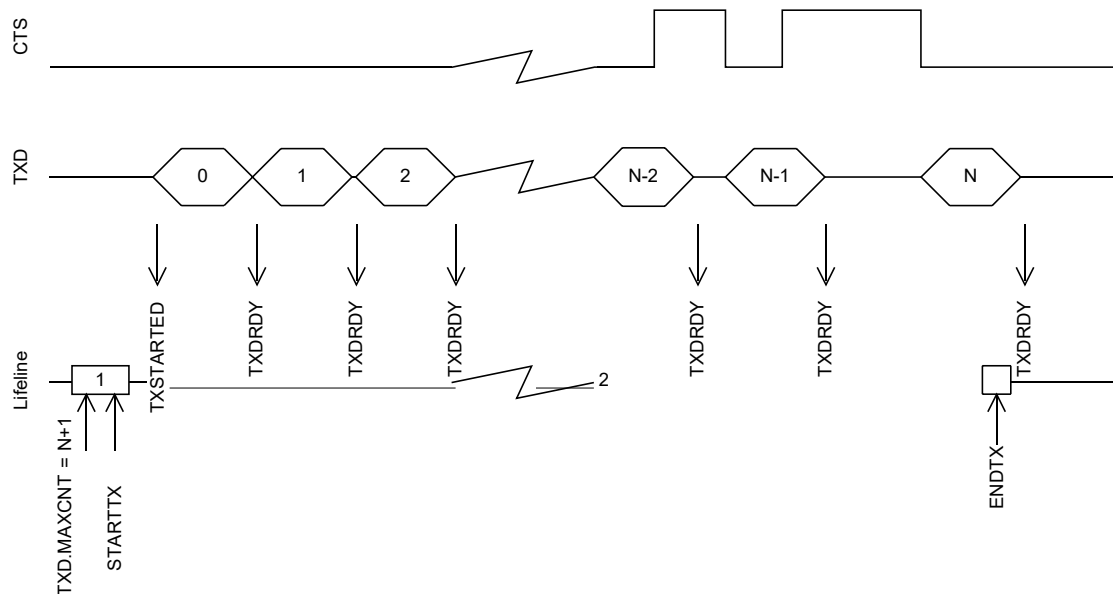 CTS
TXD
0
1
2
N-2
N-1
N
TXSTARTED
TXDRDY
TXDRDY
TXDRDY
TXDRDY
TXDRDY
TXDRDY
Lifeline
1
2
TXD.MAXCNT = N+1
STARTTX
ENDTX